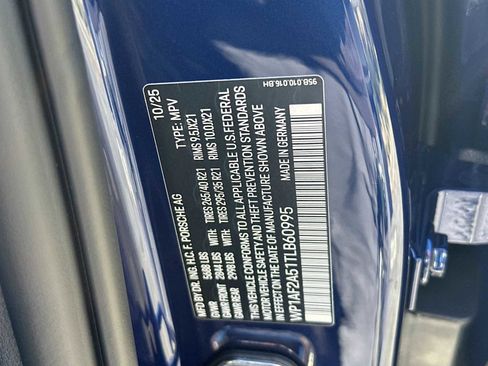 95B.010.016.BH
MFD BY DR. ING. H.C. F. PORSCHE AG 10/25
GVWR 5688 LBS TYPE: MPV
GAWR FRONT 2844 LBS WITH: TIRES 265/40 R21 RIMS 9.5JX21
GAWR REAR 2998 LBS WITH: TIRES 295/35 R21 RIMS 10.0JX21
THIS VEHICLE CONFORMS TO ALL APPLICABLE U.S. FEDERAL
MOTOR VEHICLE SAFETY AND THEFT PREVENTION STANDARDS
IN EFFECT ON THE DATE OF MANUFACTURE SHOWN ABOVE
WP1AF2A51TLB60995 MADE IN GERMANY